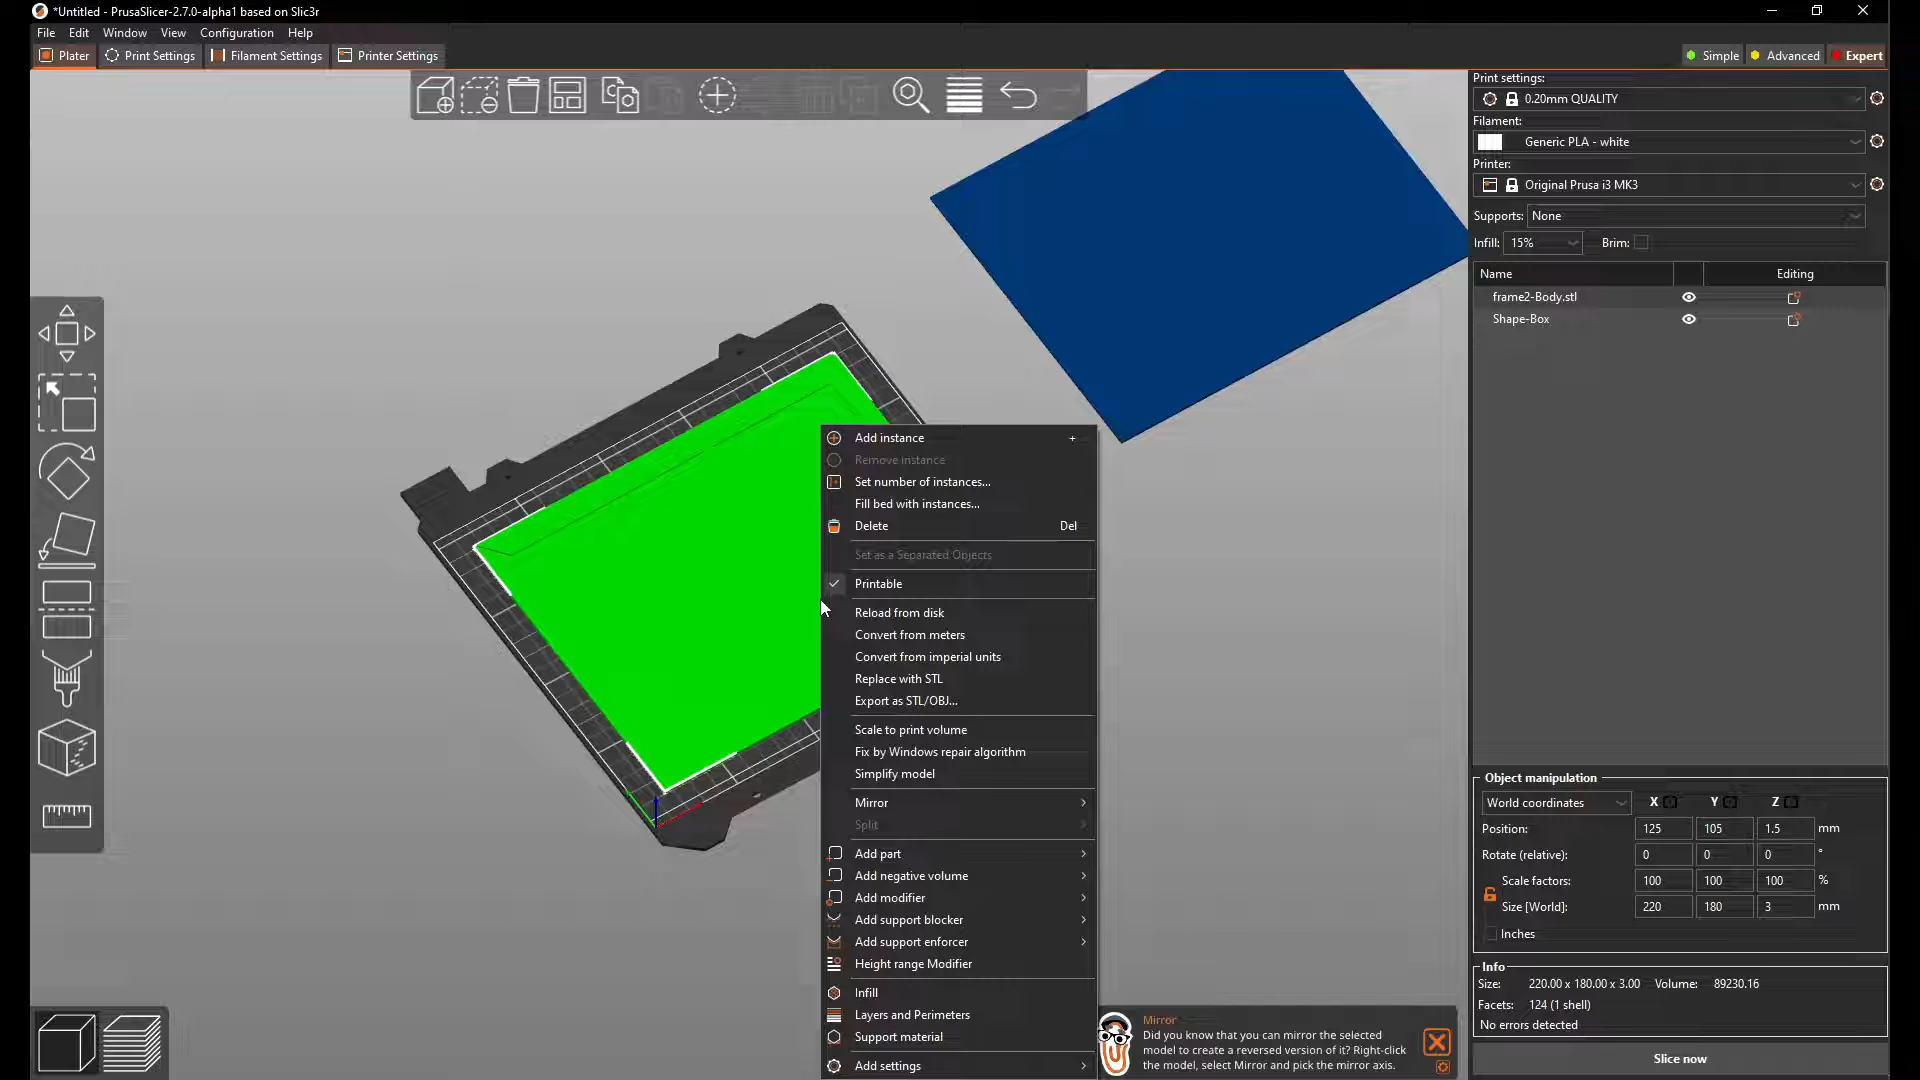 *Untitled - PrusaSlicer-2.7.0-alpha1 based on Slic3r
File Edit Window View Configuration Help
Plater Print Settings Filament Settings Printer Settings
Simple Advanced Expert
Print settings:
0.20mm QUALITY
Filament:
Generic PLA - white
Printer:
Original Prusa i3 MK3
Supports: None
Infill: 15% Brim:
Name Editing
frame2-Body.stl
Shape-Box
Add instance +
Remove instance
Set number of instances...
Fill bed with instances...
Delete Del
Set as a Separated Objects
Printable
Reload from disk
Convert from meters
Convert from imperial units
Replace with STL
Export as STL/OBJ...
Scale to print volume
Fix by Windows repair algorithm
Simplify model
Mirror
Split
Add part
Add negative volume
Add modifier
Add support blocker
Add support enforcer
Height range Modifier
Infill
Layers and Perimeters
Support material
Add settings
Object manipulation
World coordinates X Y Z
Position: 125 105 1.5 mm
Rotate (relative): 0 0 0 °
Scale factors: 100 100 100 %
Size [World]: 220 180 3 mm
Inches
Info
Size: 220.00 x 180.00 x 3.00 Volume: 89230.16
Facets: 124 (1 shell)
No errors detected
Slice now
Mirror
Did you know that you can mirror the selected
model to create a reversed version of it? Right-click
the model, select Mirror and pick the mirror axis.